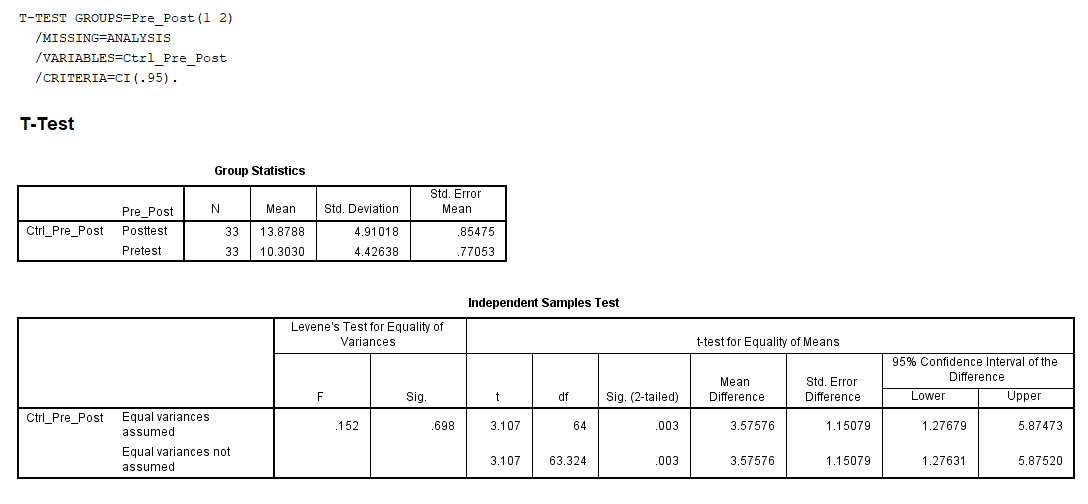 T-TEST GROUPS=Pre_Post(1 2)
/MISSING=ANALYSIS
/VARIABLES=Ctrl_Pre_Post
/CRITERIA=CI(.95).
T-Test
Group Statistics
Pre_Post N Mean Std. Deviation Std. Error Mean
Ctrl_Pre_Post Posttest 33 13.8788 4.91018 .85475
Pretest 33 10.3030 4.42638 .77053
Independent Samples Test
Levene's Test for Equality of Variances t-test for Equality of Means
F Sig. t df Sig. (2-tailed) Mean Difference Std. Error Difference 95% Confidence Interval of the Difference
Lower Upper
Ctrl_Pre_Post Equal variances assumed .152 .698 3.107 64 .003 3.57576 1.15079 1.27679 5.87473
Equal variances not assumed 3.107 63.324 .003 3.57576 1.15079 1.27631 5.87520